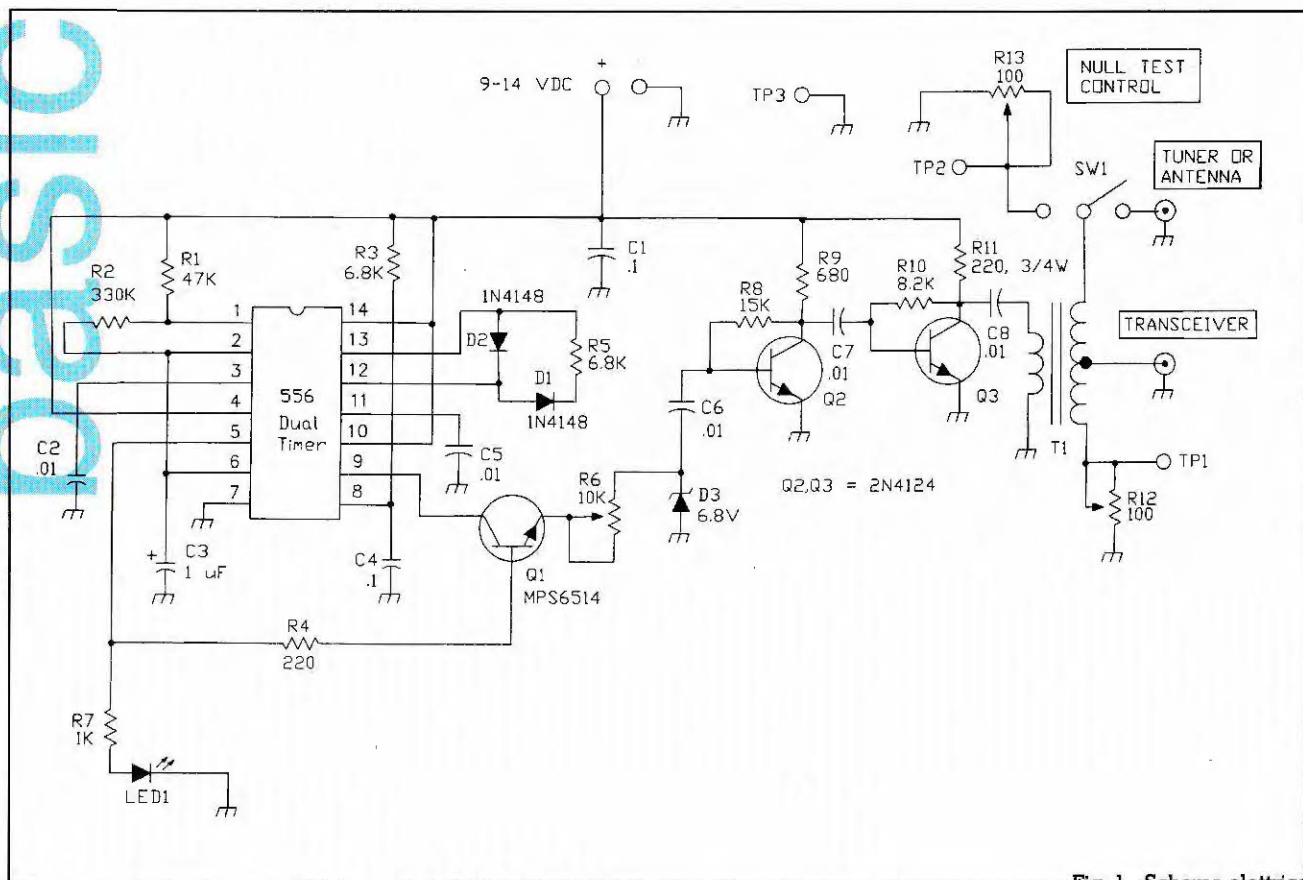 basic
9-14 VDC
+
TP3
R13
100
NULL TEST
CONTROL
TP2
SW1
TUNER OR
ANTENNA
R2
330K
R1
47K
R3
6.8K
C1
.1
1N4148
D2
R5
6.8K
D1
1N4148
R9
680
R8
15K
R10
8.2K
R11
220, 3/4W
C7
.01
C8
.01
TRANSCEIVER
1
2
3
4
5
6
7
14
13
12
11
10
9
8
556
Dual
Timer
C2
.01
C5
.01
C6
.01
Q2
Q3
T1
TP1
R12
100
R6
10K
D3
6.8V
Q2,Q3 = 2N4124
+
C3
1 uF
C4
.1
Q1
MPS6514
R4
220
R7
1K
LED1